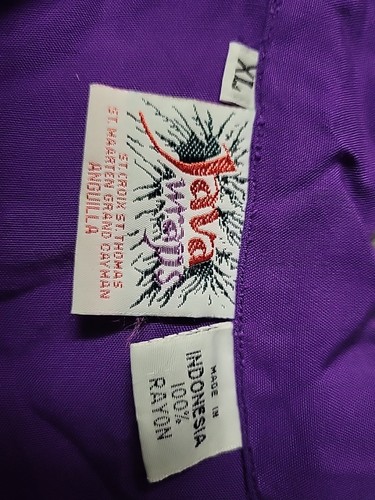 XL
Java
wraps
ST.CROIX ST.THOMAS
ST.MAARTEN GRAND CAYMAN
ANGUILLA
MADE IN
INDONESIA
100%
RAYON